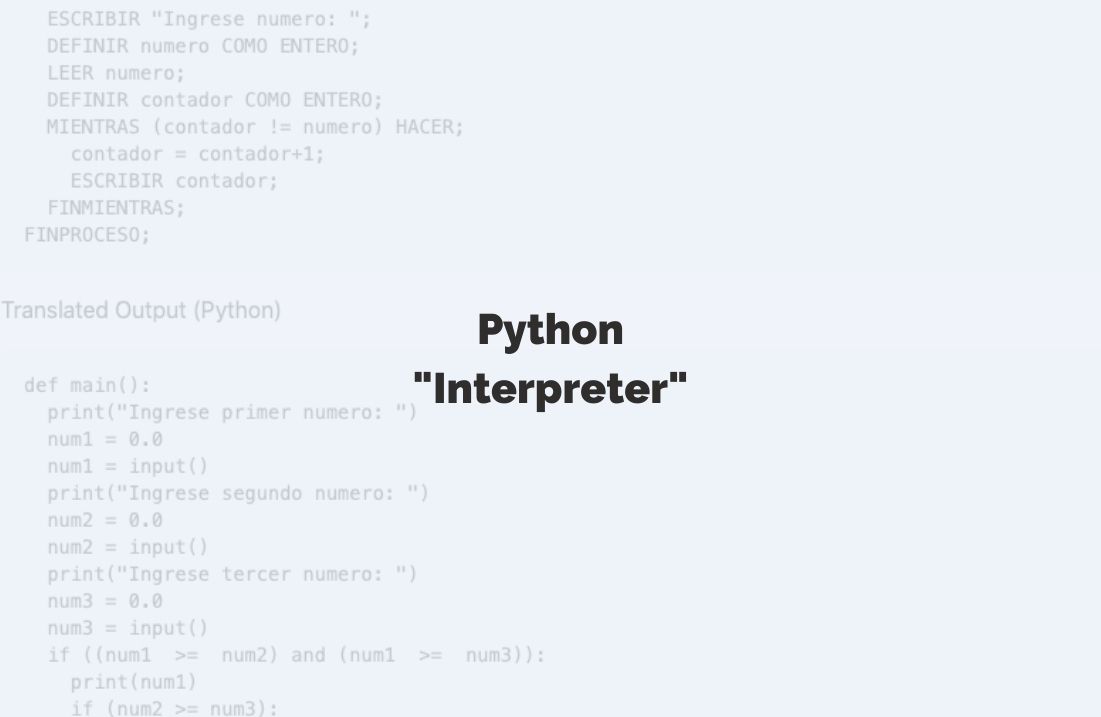 ESCRIBIR "Ingrese numero: ";
DEFINIR numero COMO ENTERO;
LEER numero;
DEFINIR contador COMO ENTERO;
MIENTRAS (contador != numero) HACER;
contador = contador+1;
ESCRIBIR contador;
FINMIENTRAS;
FINPROCESO;
Translated Output (Python)
Python
"Interpreter"
def main():
print("Ingrese primer numero: ")
num1 = 0.0
num1 = input()
print("Ingrese segundo numero: ")
num2 = 0.0
num2 = input()
print("Ingrese tercer numero: ")
num3 = 0.0
num3 = input()
if ((num1  >=  num2) and (num1  >=  num3)):
print(num1)
if (num2 >= num3):